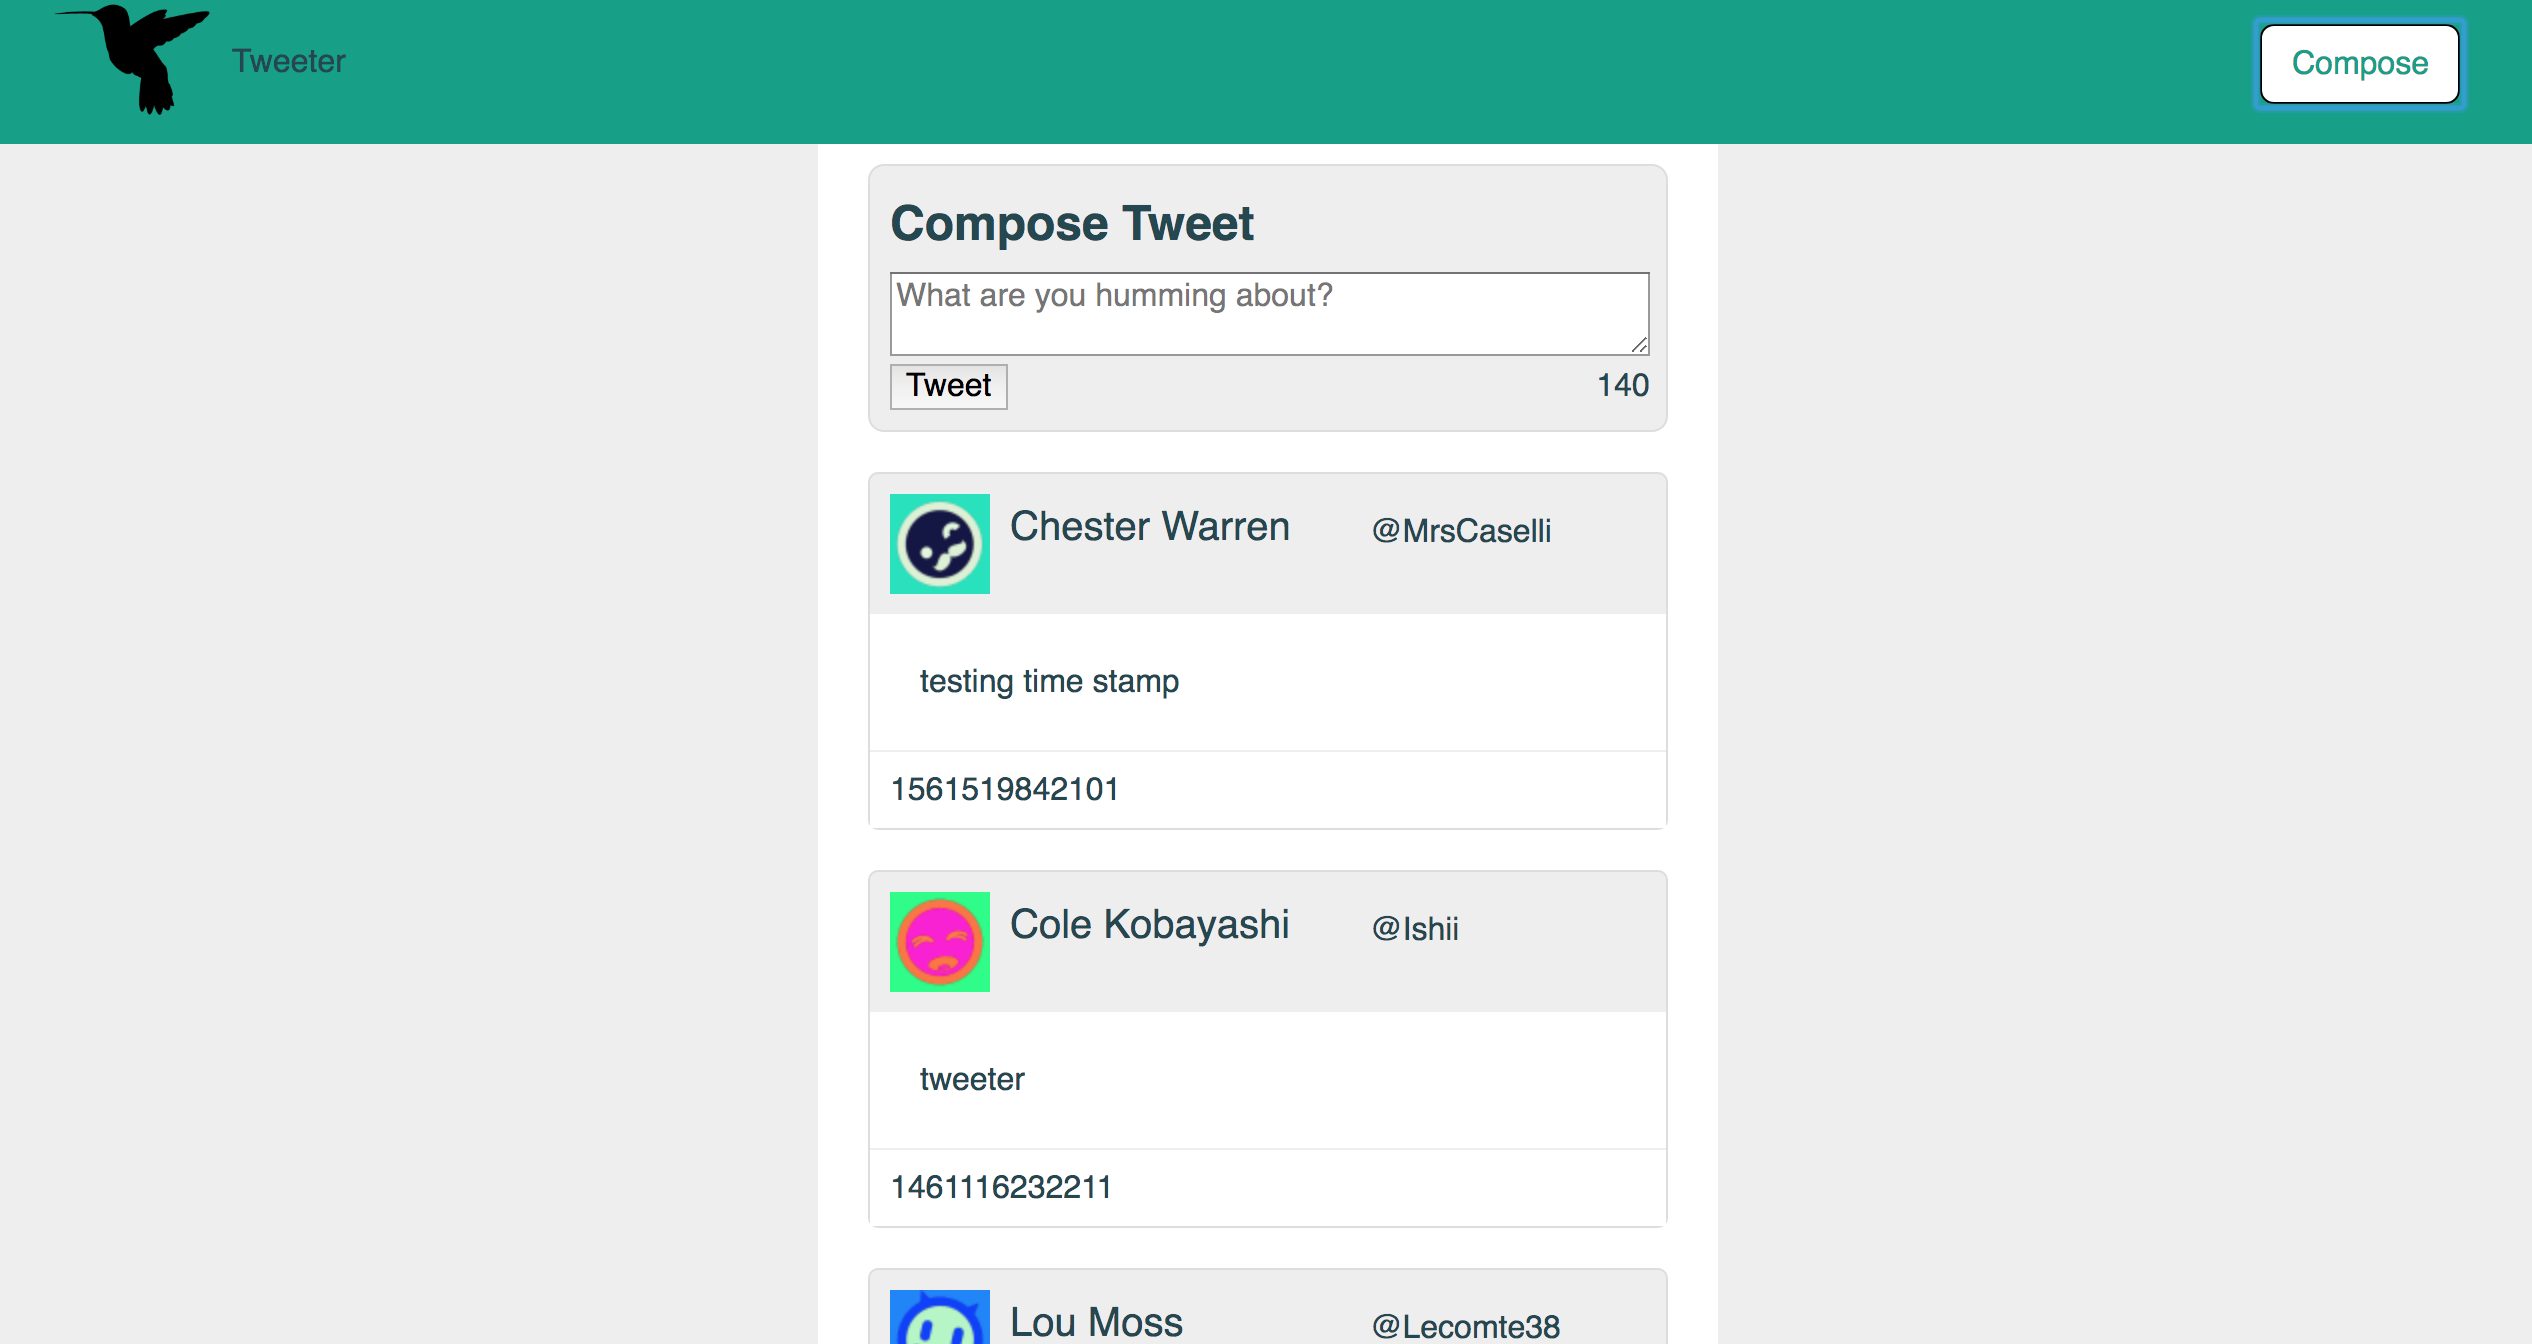 Tweeter
Compose
Compose Tweet
What are you humming about?
Tweet 140
Chester Warren @MrsCaselli
testing time stamp
1561519842101
Cole Kobayashi @Ishii
tweeter
1461116232211
Lou Moss @Lecomte38